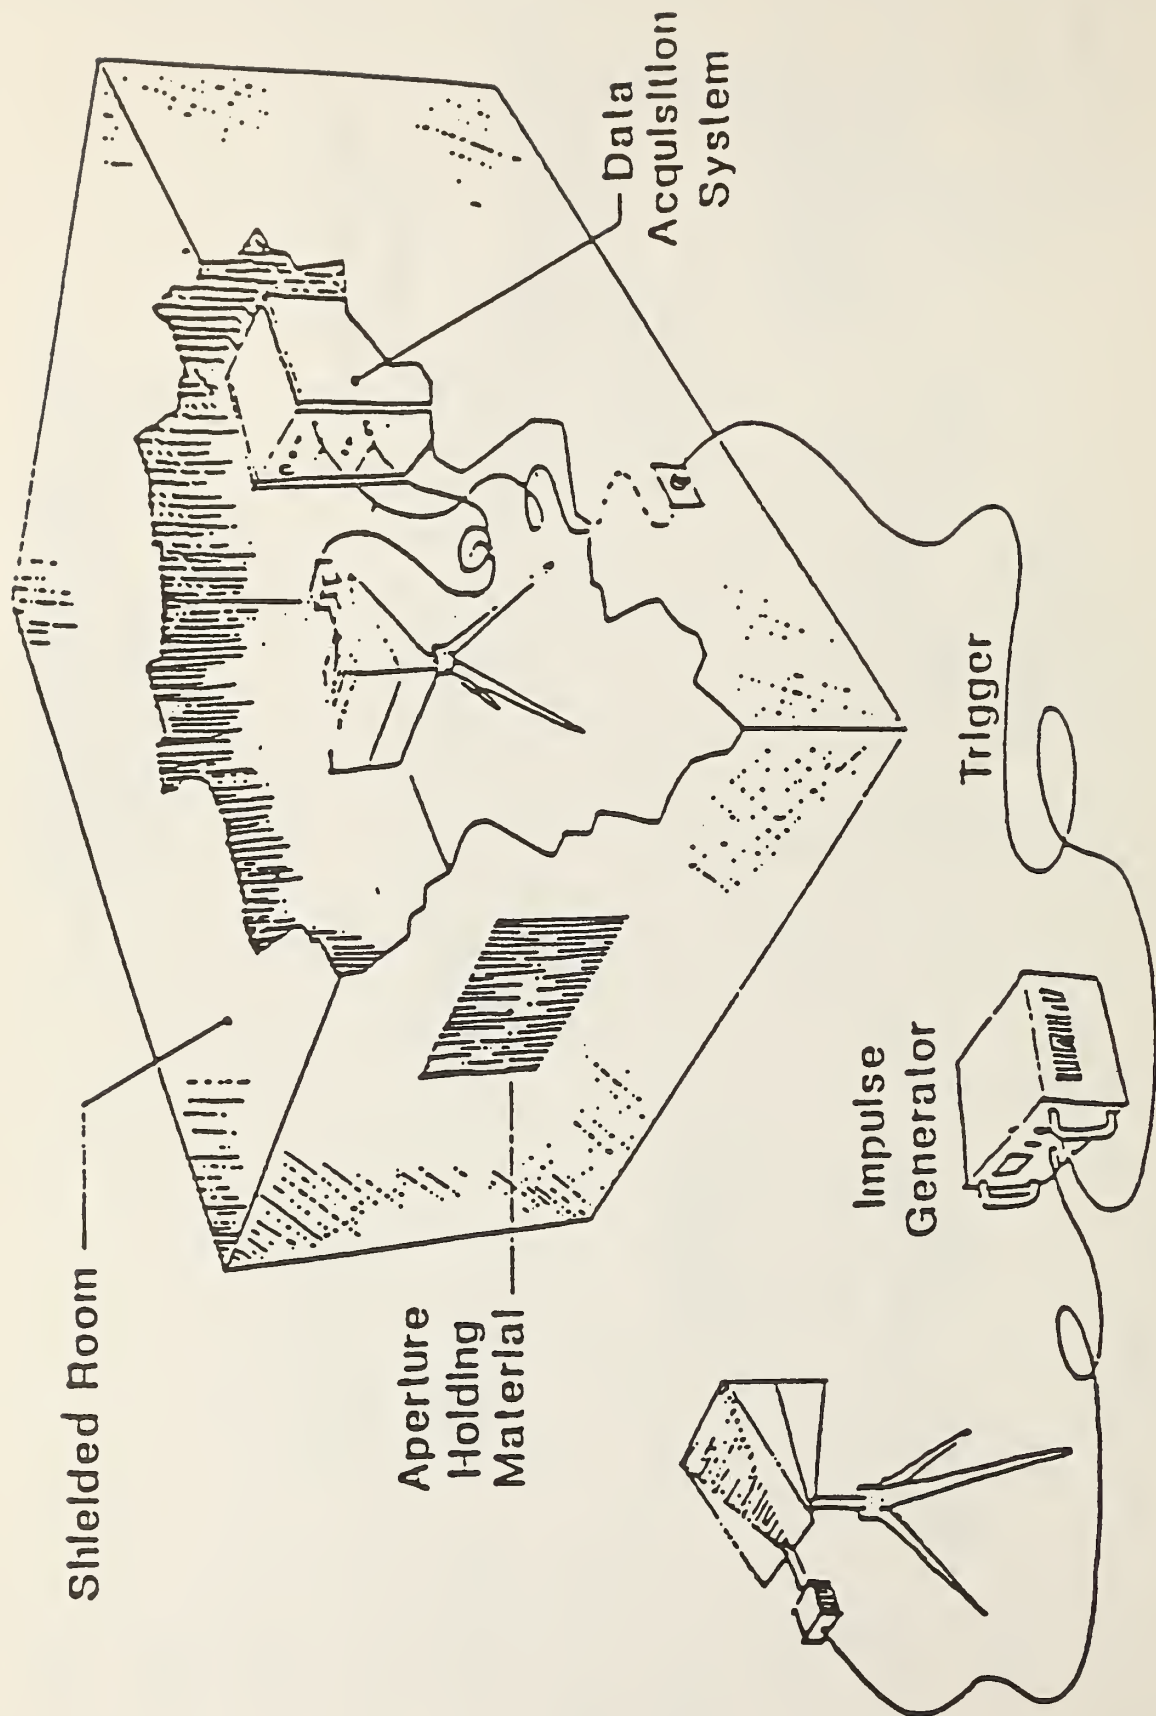 Shielded Room
Data
Acquisition
System
Aperture
Holding
Material
Trigger
Impulse
Generator